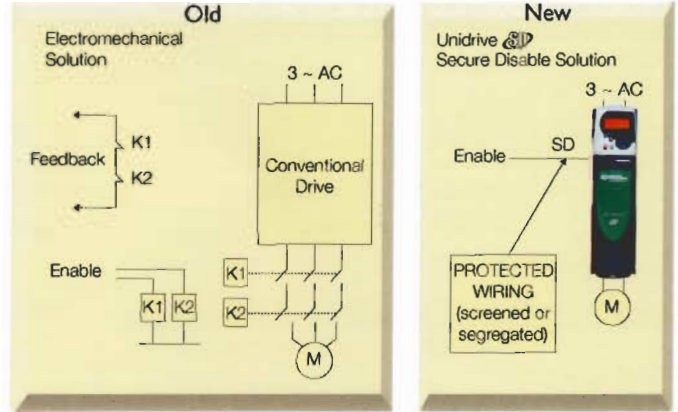 Old
Electromechanical
Solution
3 ~ AC
K1
Feedback
K2
Conventional
Drive
Enable
K1
K2
K1
K2
M
New
Unidrive SP
Secure Disable Solution
3 ~ AC
Enable
SD
PROTECTED
WIRING
(screened or
segregated)
M